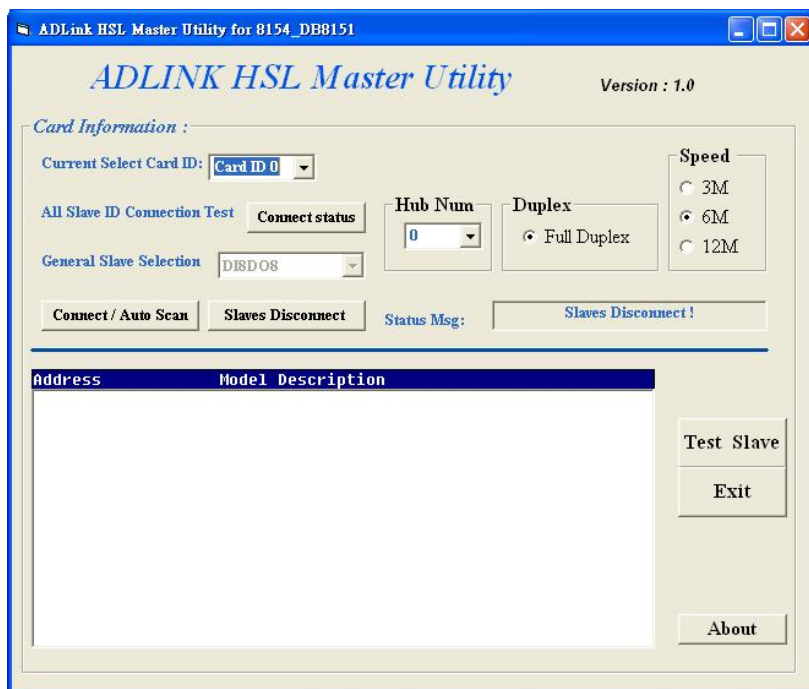 ADLink HSL Master Utility for 8154_DB8151
ADLINK HSL Master Utility
Version : 1.0
Card Information :
Current Select Card ID: Card ID 0
All Slave ID Connection Test Connect status
General Slave Selection DI8DO8
Hub Num
0
Duplex
Full Duplex
Speed
3M
6M
12M
Connect / Auto Scan Slaves Disconnect Status Msg: Slaves Disconnect !
Address Model Description
Test Slave
Exit
About